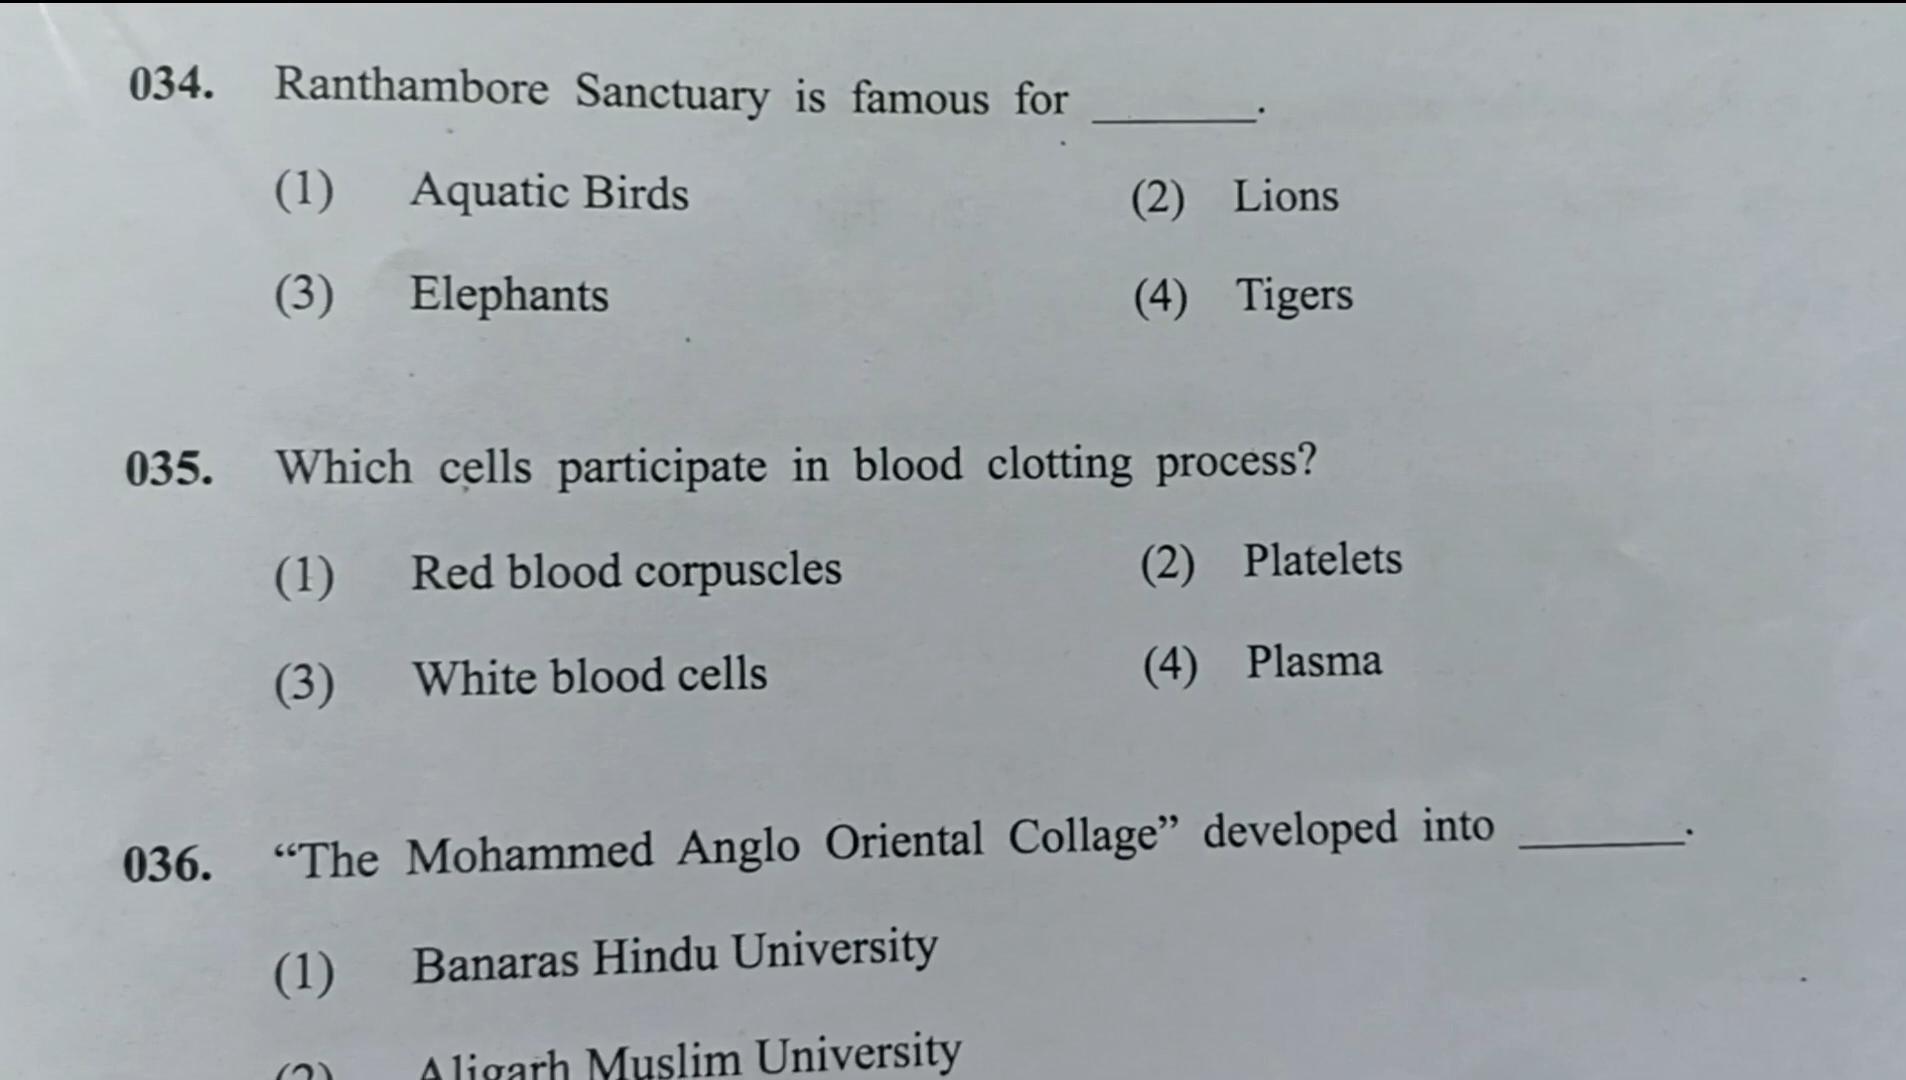 034. Ranthambore Sanctuary is famous for ______.
(1) Aquatic Birds (2) Lions
(3) Elephants (4) Tigers
035. Which cells participate in blood clotting process?
(1) Red blood corpuscles (2) Platelets
(3) White blood cells (4) Plasma
036. “The Mohammed Anglo Oriental Collage” developed into ______.
(1) Banaras Hindu University
(2) Aligarh Muslim University